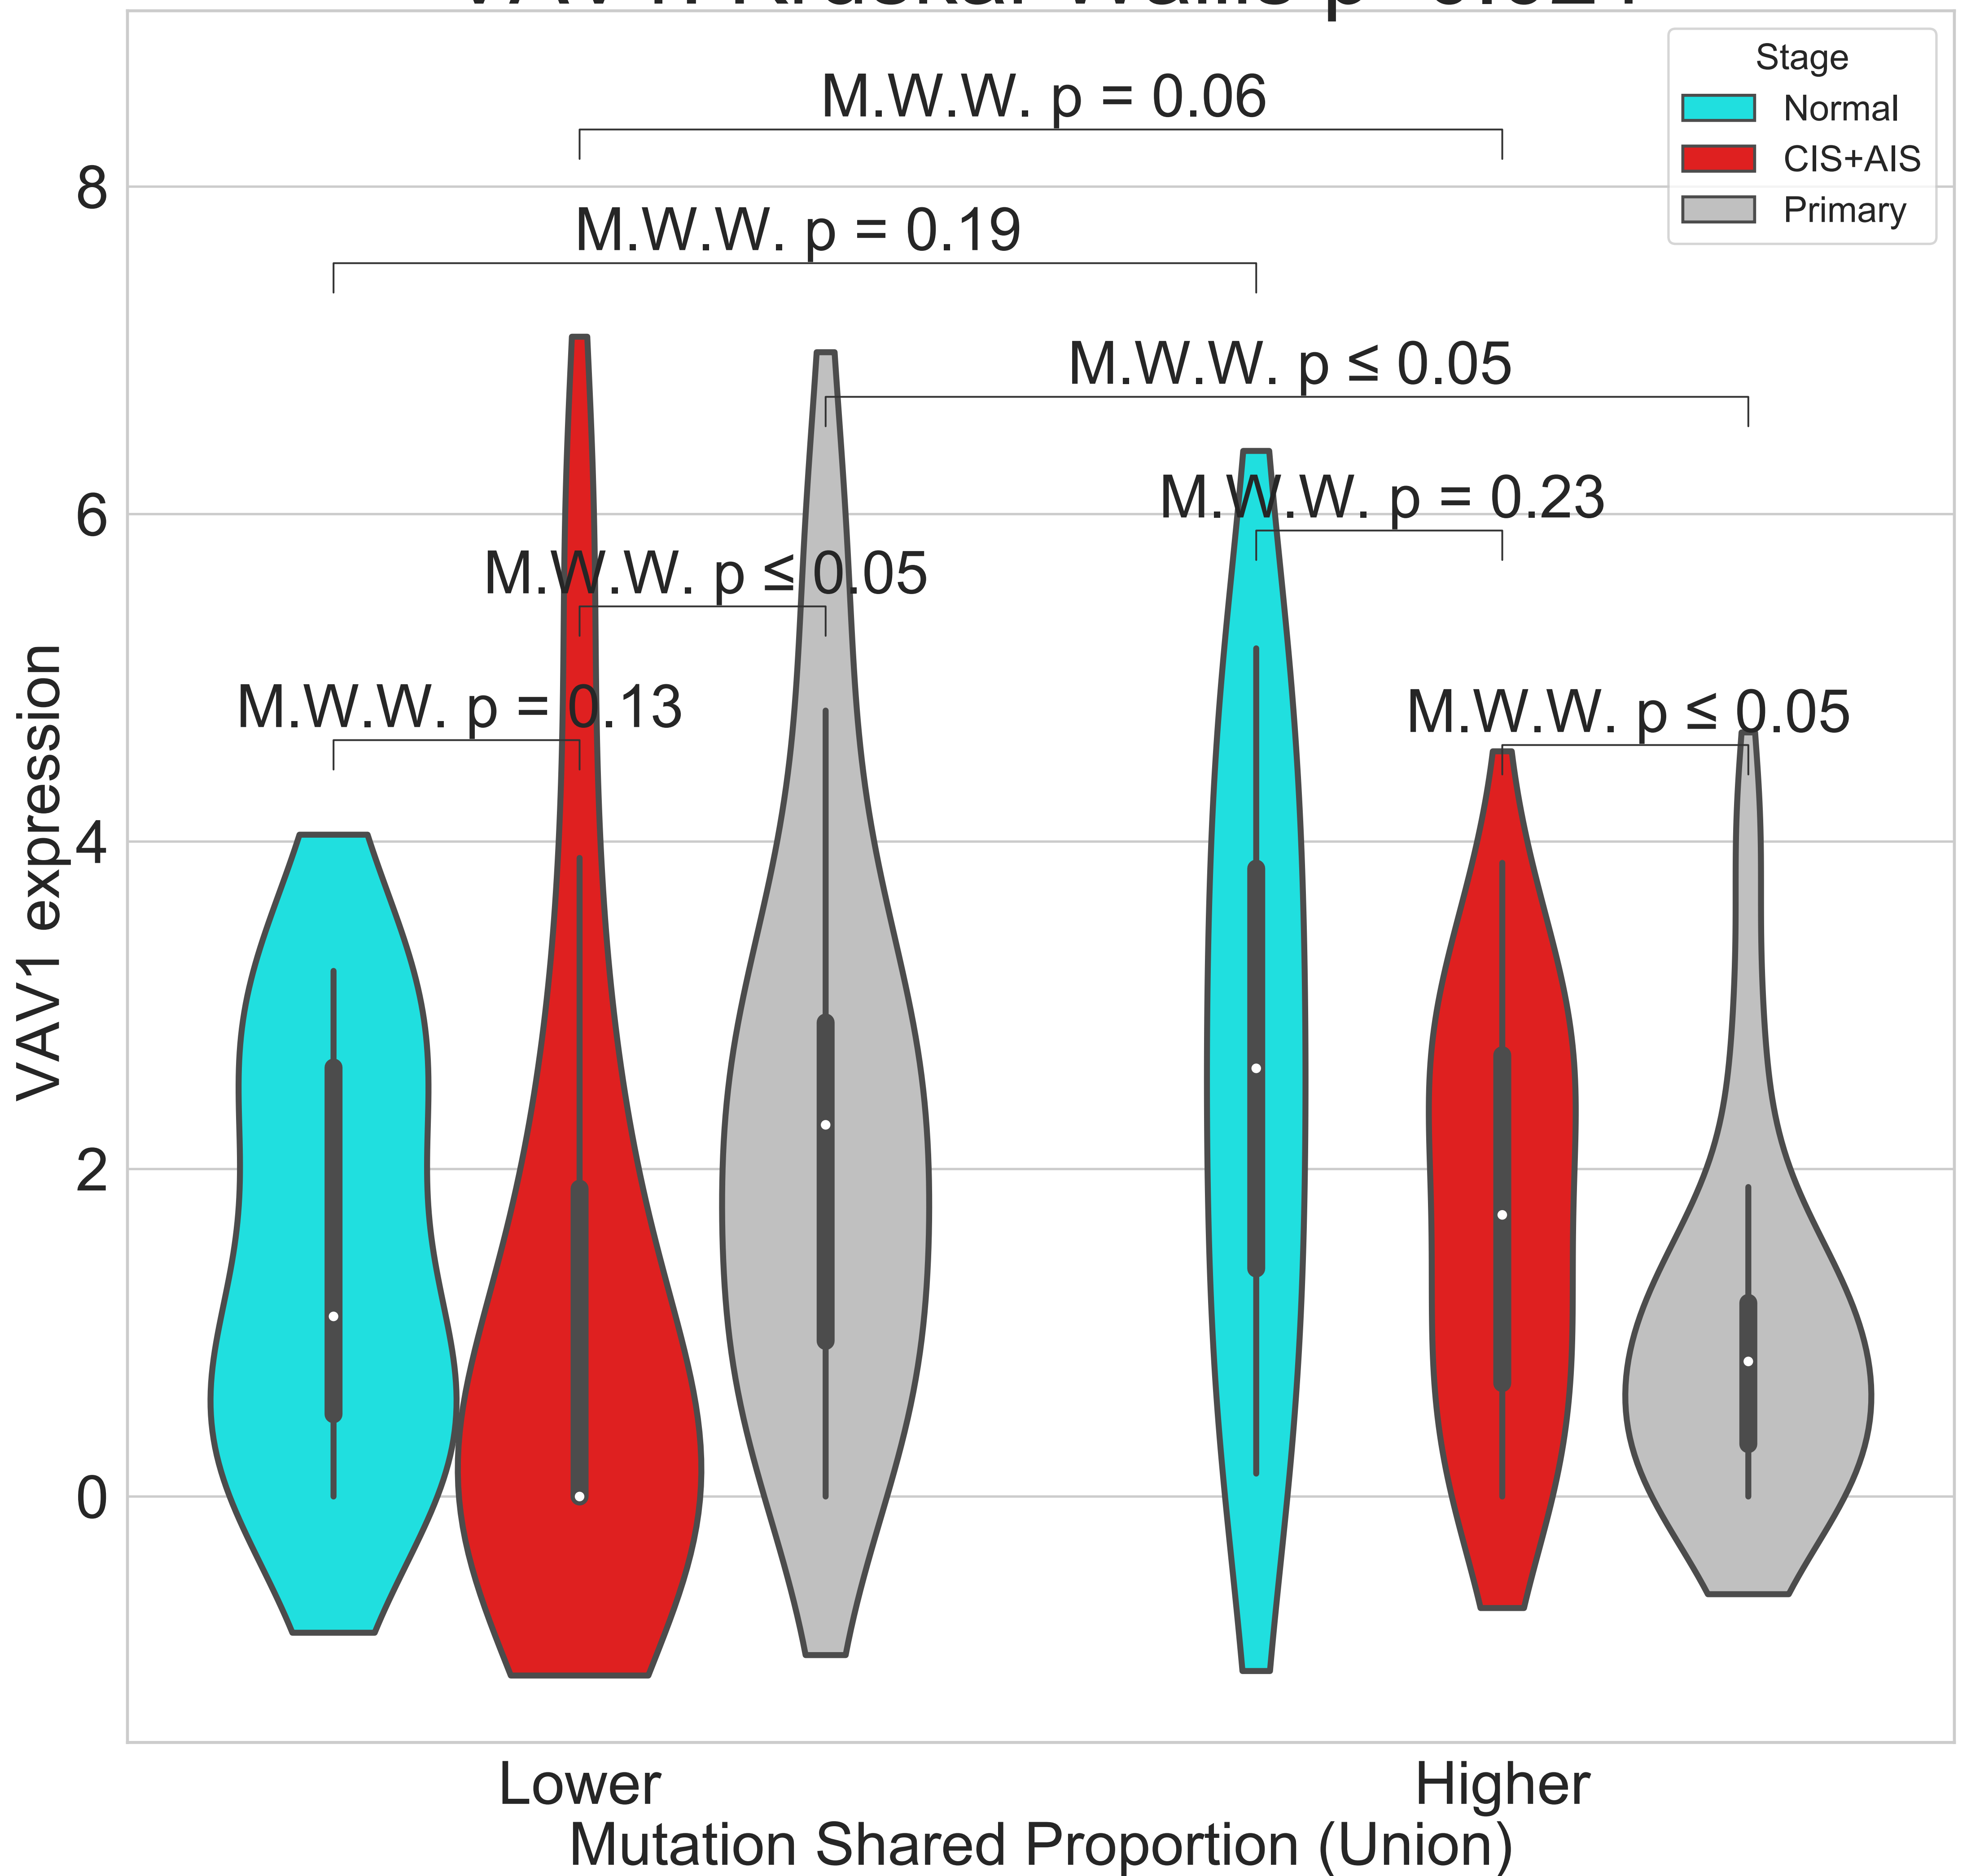 Stage
Normal
CIS+AIS
Primary
M.W.W. p = 0.06
M.W.W. p = 0.19
M.W.W. p ≤ 0.05
M.W.W. p = 0.23
M.W.W. p ≤ 0.05
M.W.W. p = 0.13
M.W.W. p ≤ 0.05
VAV1 expression
8
6
4
2
0
Lower
Higher
Mutation Shared Proportion (Union)